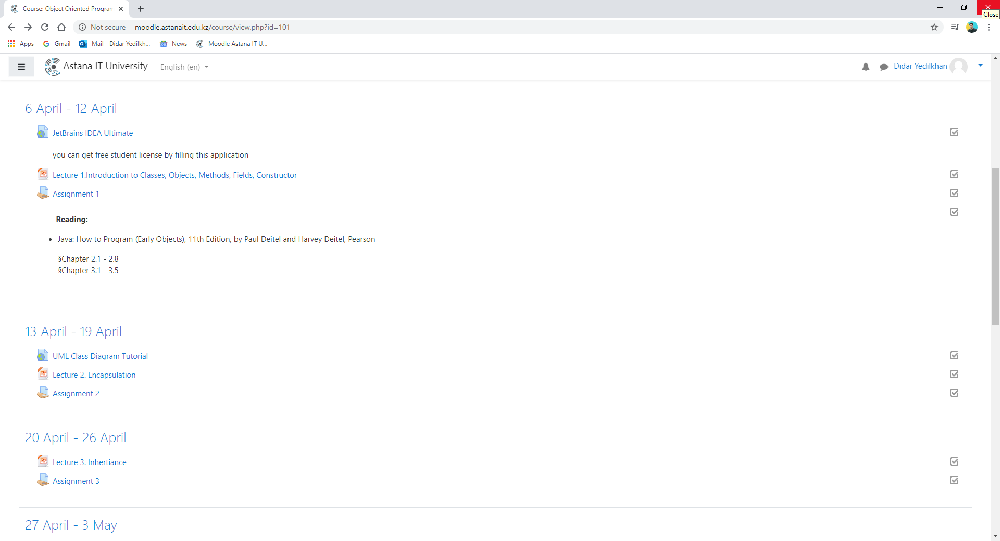 Course: Object Oriented Program
Close
Not secure
moodle.astanait.edu.kz/course/view.php?id=101
Apps
Gmail
Mail - Didar Yedilkh...
News
Moodle Astana IT U...
Astana IT University
English (en)
Didar Yedilkhan
6 April - 12 April
JetBrains IDEA Ultimate
you can get free student license by filling this application
Lecture 1.Introduction to Classes, Objects, Methods, Fields, Constructor
Assignment 1
Reading:
• Java: How to Program (Early Objects), 11th Edition, by Paul Deitel and Harvey Deitel, Pearson
§Chapter 2.1 - 2.8
§Chapter 3.1 - 3.5
13 April - 19 April
UML Class Diagram Tutorial
Lecture 2. Encapsulation
Assignment 2
20 April - 26 April
Lecture 3. Inhertiance
Assignment 3
27 April - 3 May